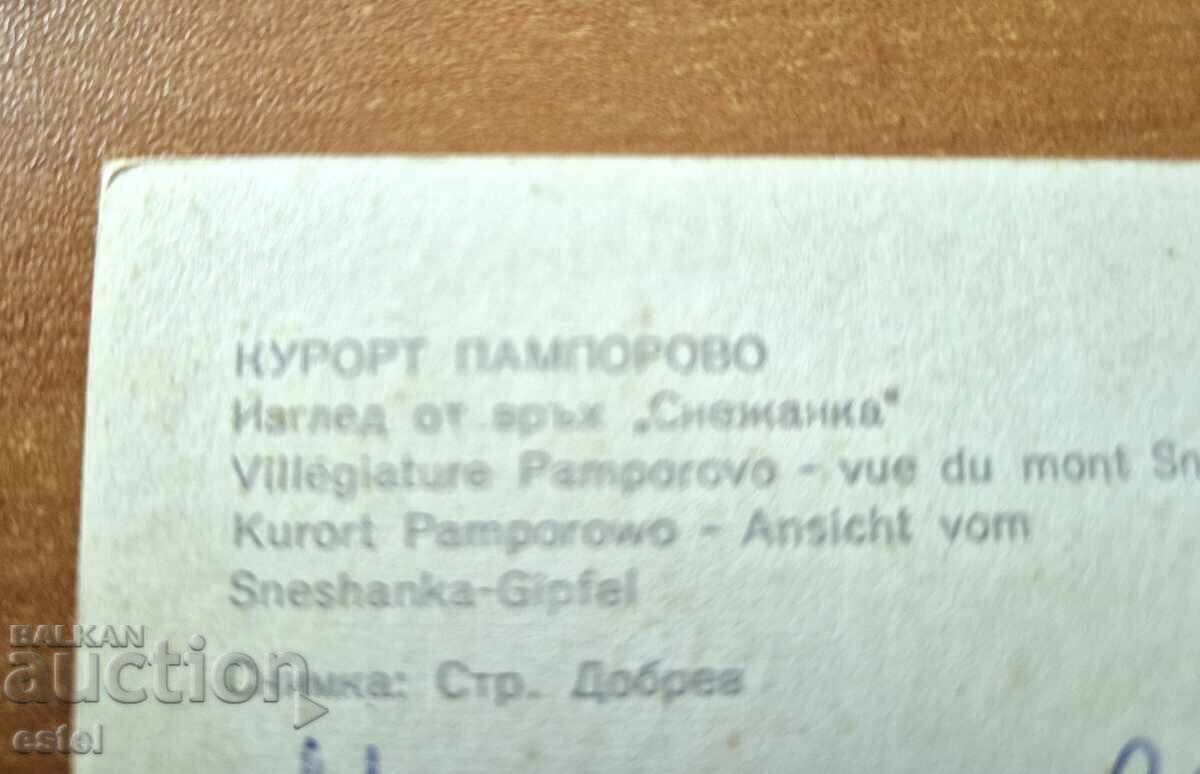 КУРОРТ ПАМПОРОВО
Изглед от връх „Снежанка“
Villégiature Pamporovo - vue du mont Sn
Kurort Pamporowo - Ansicht vom
Sneshanka-Gipfel
Снимка: Стр. Добрев
BALKAN
auction
estel